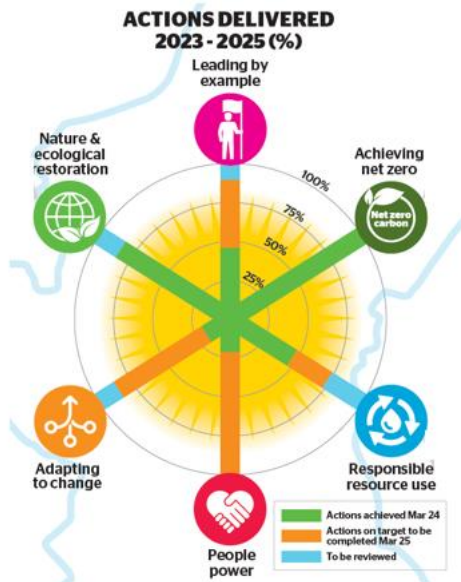 ACTIONS DELIVERED
2023 - 2025 (%)
Leading by
example
Nature &
ecological
restoration
Achieving
net zero
100%
75%
50%
25%
Net zero
carbon
Adapting
to change
People
power
Responsible
resource use
Actions achieved Mar 24
Actions on target to be
completed Mar 25
To be reviewed